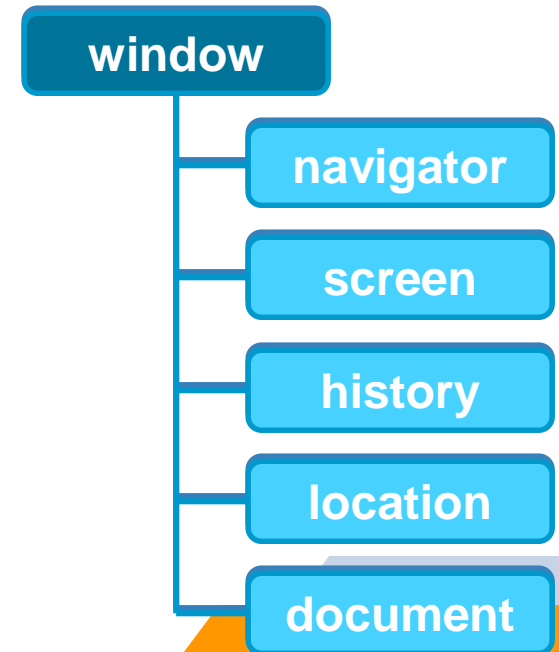 window
navigator
screen
history
location
document